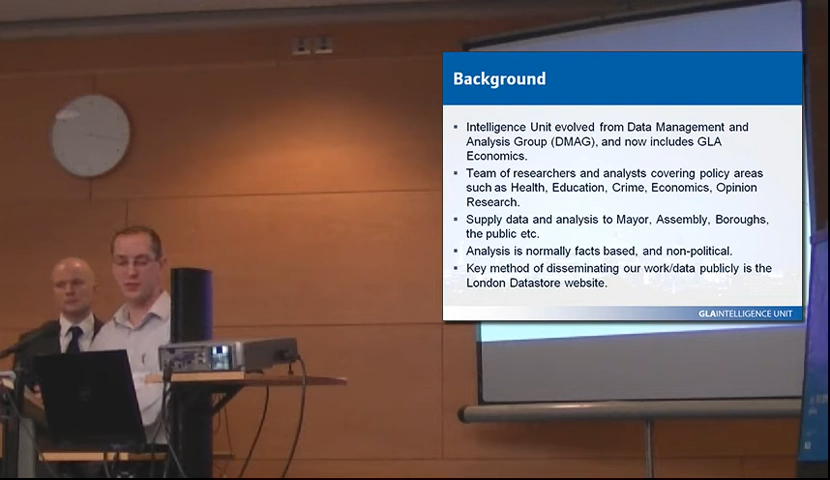 Background
▪ Intelligence Unit evolved from Data Management and
Analysis Group (DMAG), and now includes GLA
Economics.
▪ Team of researchers and analysts covering policy areas
such as Health, Education, Crime, Economics, Opinion
Research.
▪ Supply data and analysis to Mayor, Assembly, Boroughs,
the public etc.
▪ Analysis is normally facts based, and non-political.
▪ Key method of disseminating our work/data publicly is the
London Datastore website.
GLAINTELLIGENCE UNIT